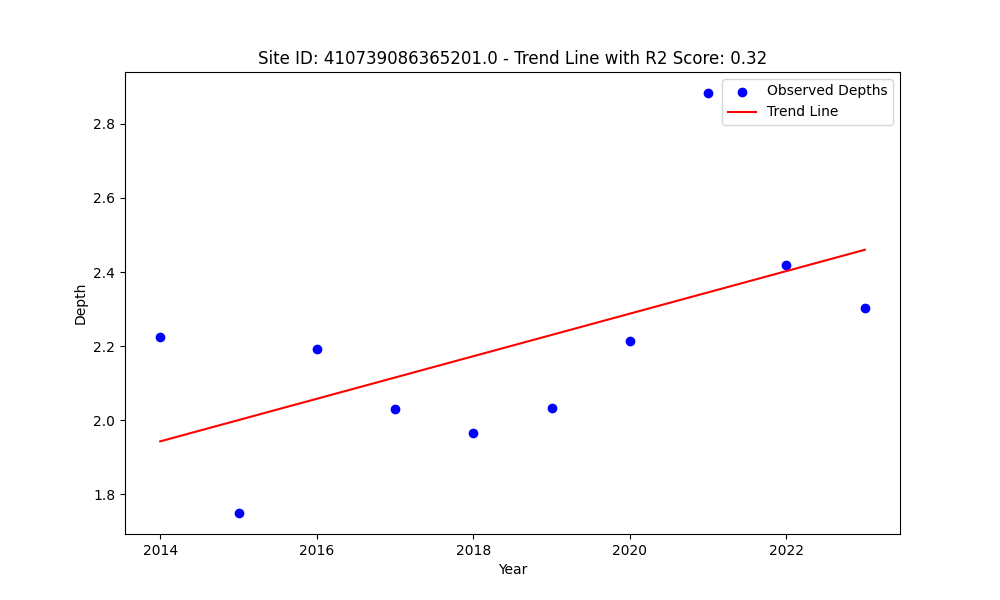 Site ID: 410739086365201.0 - Trend Line with R2 Score: 0.32
Observed Depths
Trend Line
2.8
2.6
2.4
2.2
2.0
1.8
Depth
2014
2016
2018
2020
2022
Year